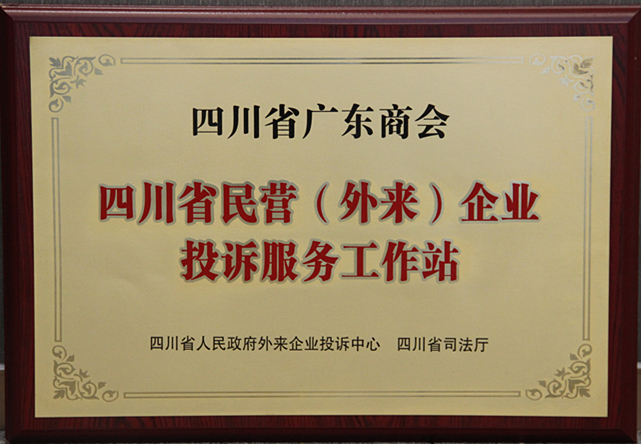 四川省广东商会
四川省民营（外来）企业
投诉服务工作站
四川省人民政府外来企业投诉中心 四川省司法厅